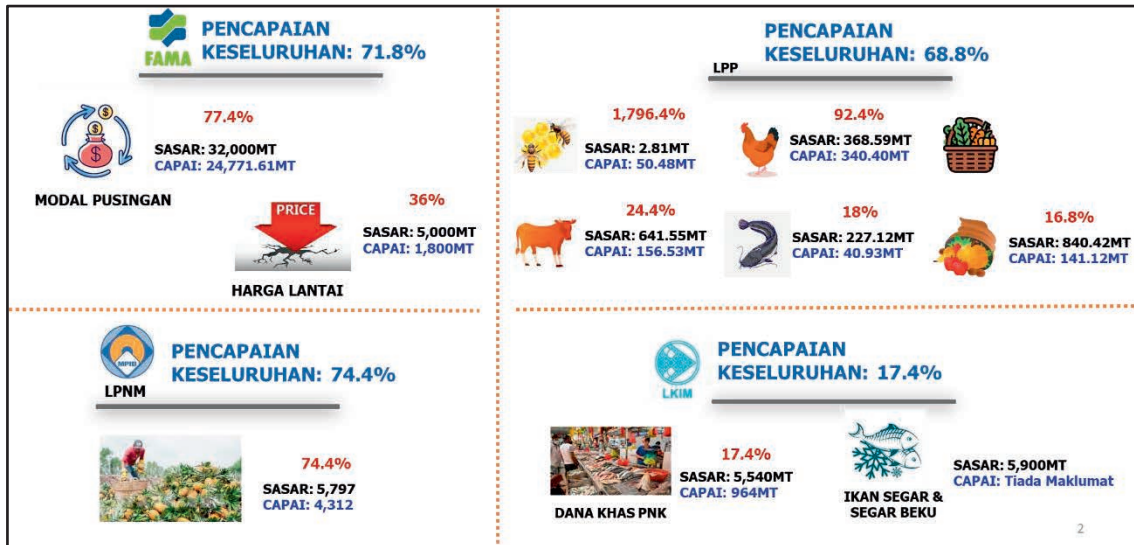 FAMA
PENCAPAIAN
KESELURUHAN: 71.8%
77.4%
SASAR: 32,000MT
CAPAI: 24,771.61MT
MODAL PUSINGAN
PRICE
36%
SASAR: 5,000MT
CAPAI: 1,800MT
HARGA LANTAI
PENCAPAIAN
KESELURUHAN: 68.8%
LPP
1,796.4%
SASAR: 2.81MT
CAPAI: 50.48MT
92.4%
SASAR: 368.59MT
CAPAI: 340.40MT
24.4%
SASAR: 641.55MT
CAPAI: 156.53MT
18%
SASAR: 227.12MT
CAPAI: 40.93MT
16.8%
SASAR: 840.42MT
CAPAI: 141.12MT
MPIB
LPNM
PENCAPAIAN
KESELURUHAN: 74.4%
74.4%
SASAR: 5,797
CAPAI: 4,312
LKIM
PENCAPAIAN
KESELURUHAN: 17.4%
17.4%
SASAR: 5,540MT
CAPAI: 964MT
DANA KHAS PNK
IKAN SEGAR &
SEGAR BEKU
SASAR: 5,900MT
CAPAI: Tiada Maklumat
2